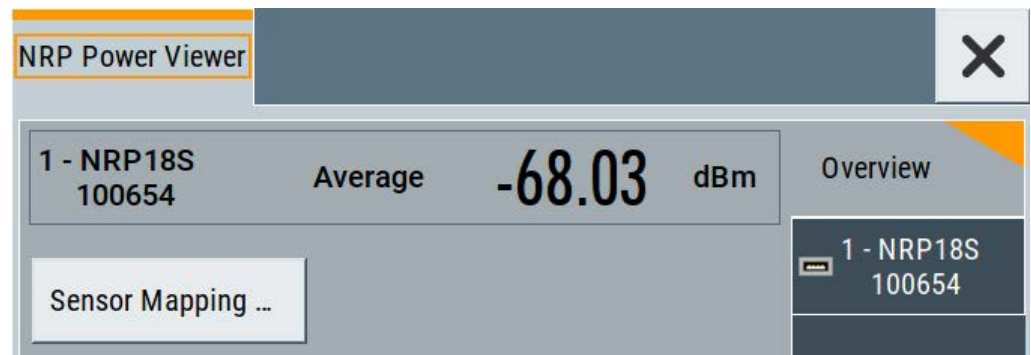 NRP Power Viewer
1 - NRP18S
100654
Average
-68.03
dBm
Overview
1 - NRP18S
100654
Sensor Mapping ...